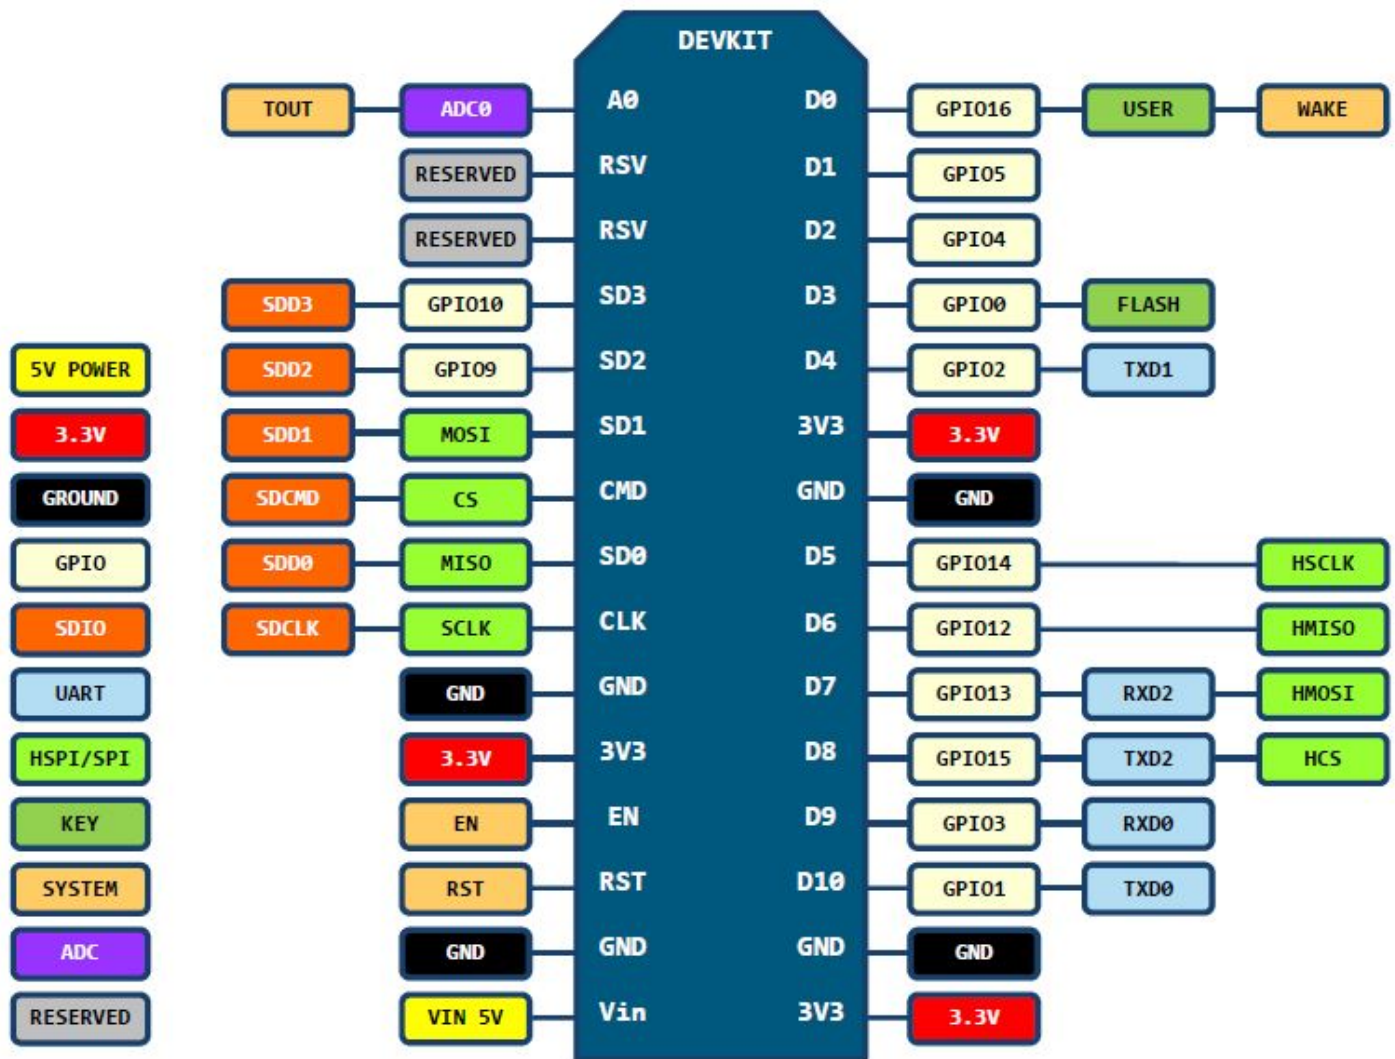 DEVKIT
TOUT ADC0 A0 D0 GPIO16 USER WAKE
RESERVED RSV D1 GPIO5
RESERVED RSV D2 GPIO4
SDD3 GPIO10 SD3 D3 GPIO0 FLASH
5V POWER SDD2 GPIO9 SD2 D4 GPIO2 TXD1
3.3V SDD1 MOSI SD1 3V3 3.3V
GROUND SDCMD CS CMD GND GND
GPIO SDD0 MISO SD0 D5 GPIO14 HSCLK
SDIO SDCLK SCLK CLK D6 GPIO12 HMISO
UART GND GND D7 GPIO13 RXD2 HMOSI
HSPI/SPI 3.3V 3V3 D8 GPIO15 TXD2 HCS
KEY EN EN D9 GPIO3 RXD0
SYSTEM RST RST D10 GPIO1 TXD0
ADC GND GND GND GND
RESERVED VIN 5V Vin 3V3 3.3V